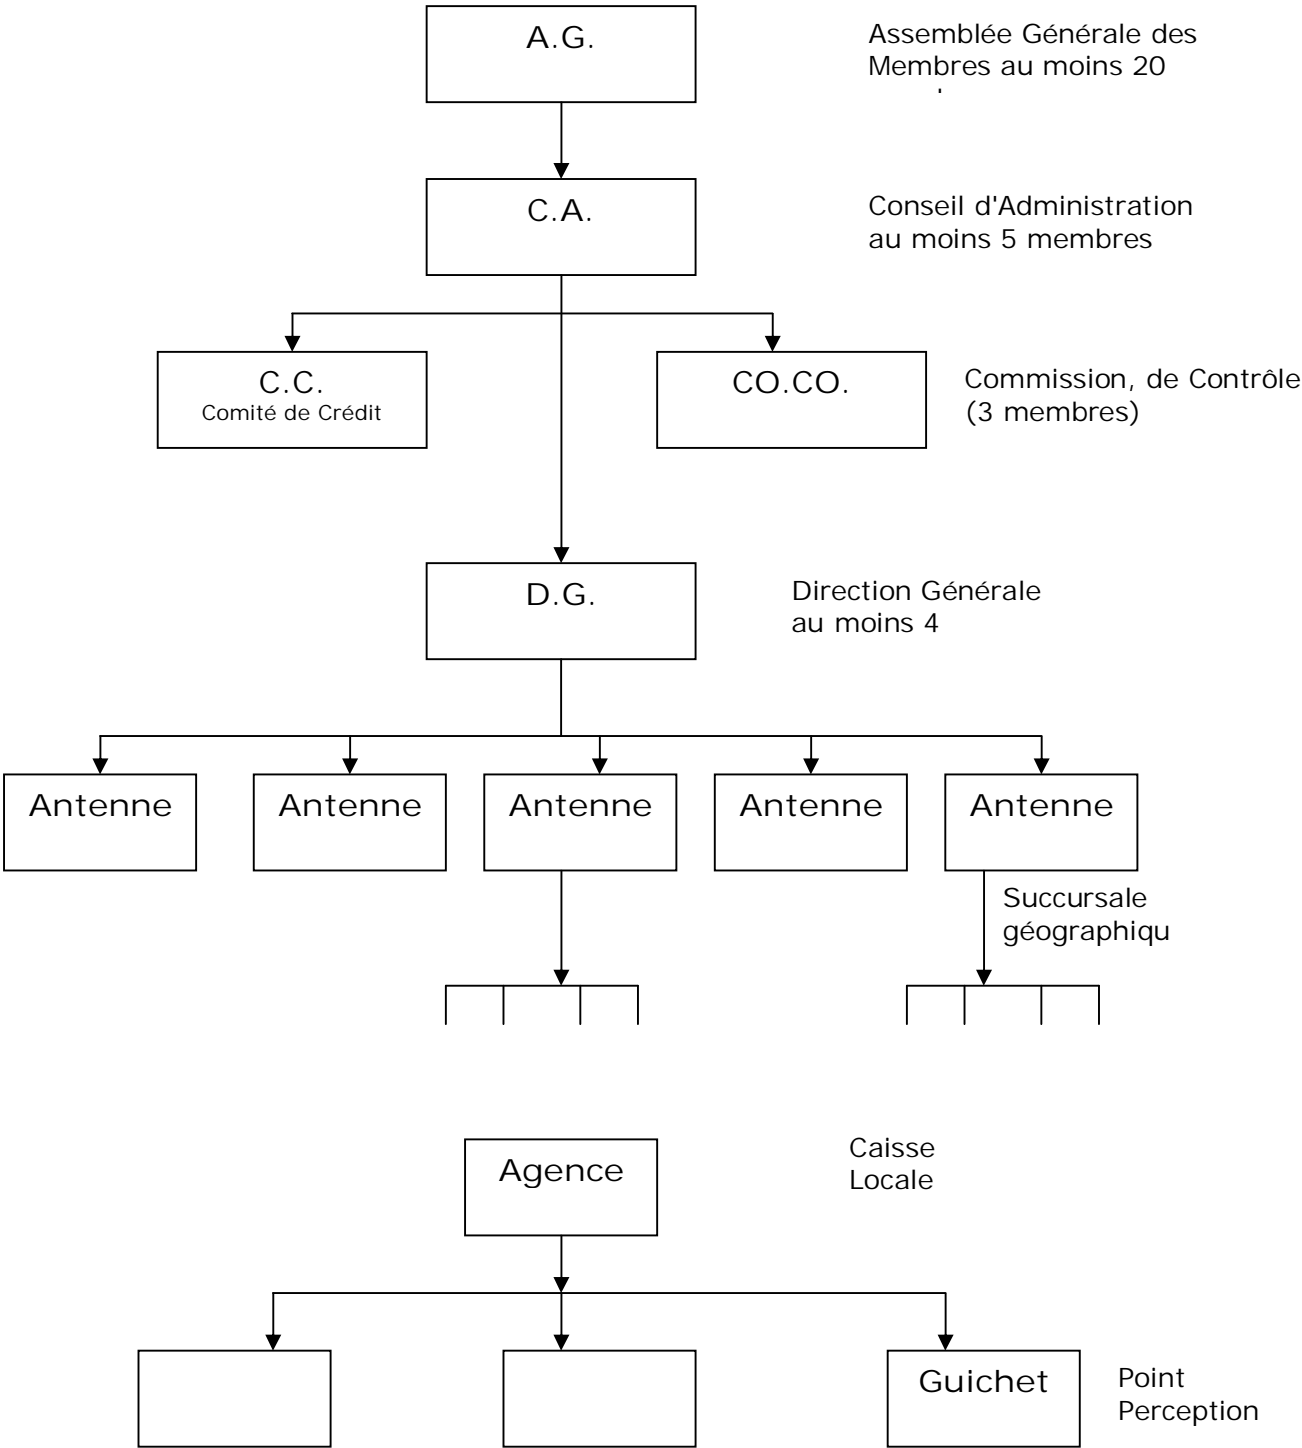 A.G.
Assemblée Générale des
Membres au moins 20
C.A.
Conseil d'Administration
au moins 5 membres
C.C.
Comité de Crédit
CO.CO.
Commission, de Contrôle
(3 membres)
D.G.
Direction Générale
au moins 4
Antenne
Antenne
Antenne
Antenne
Antenne
Succursale
géographiqu
Agence
Caisse
Locale
Guichet
Point
Perception